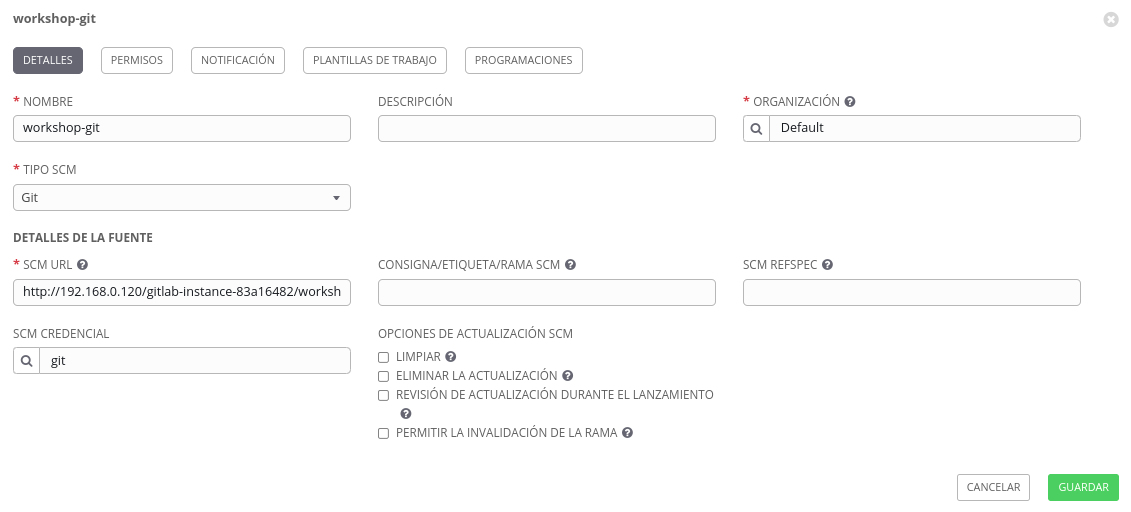 workshop-git
DETALLES PERMISOS NOTIFICACIÓN PLANTILLAS DE TRABAJO PROGRAMACIONES
* NOMBRE DESCRIPCIÓN * ORGANIZACIÓN ?
workshop-git Default
* TIPO SCM
Git
DETALLES DE LA FUENTE
* SCM URL ? CONSIGNA/ETIQUETA/RAMA SCM ? SCM REFSPEC ?
http://192.168.0.120/gitlab-instance-83a16482/worksh
SCM CREDENCIAL OPCIONES DE ACTUALIZACIÓN SCM
git
LIMPIAR ?
ELIMINAR LA ACTUALIZACIÓN ?
REVISIÓN DE ACTUALIZACIÓN DURANTE EL LANZAMIENTO
?
PERMITIR LA INVALIDACIÓN DE LA RAMA ?
CANCELAR GUARDAR